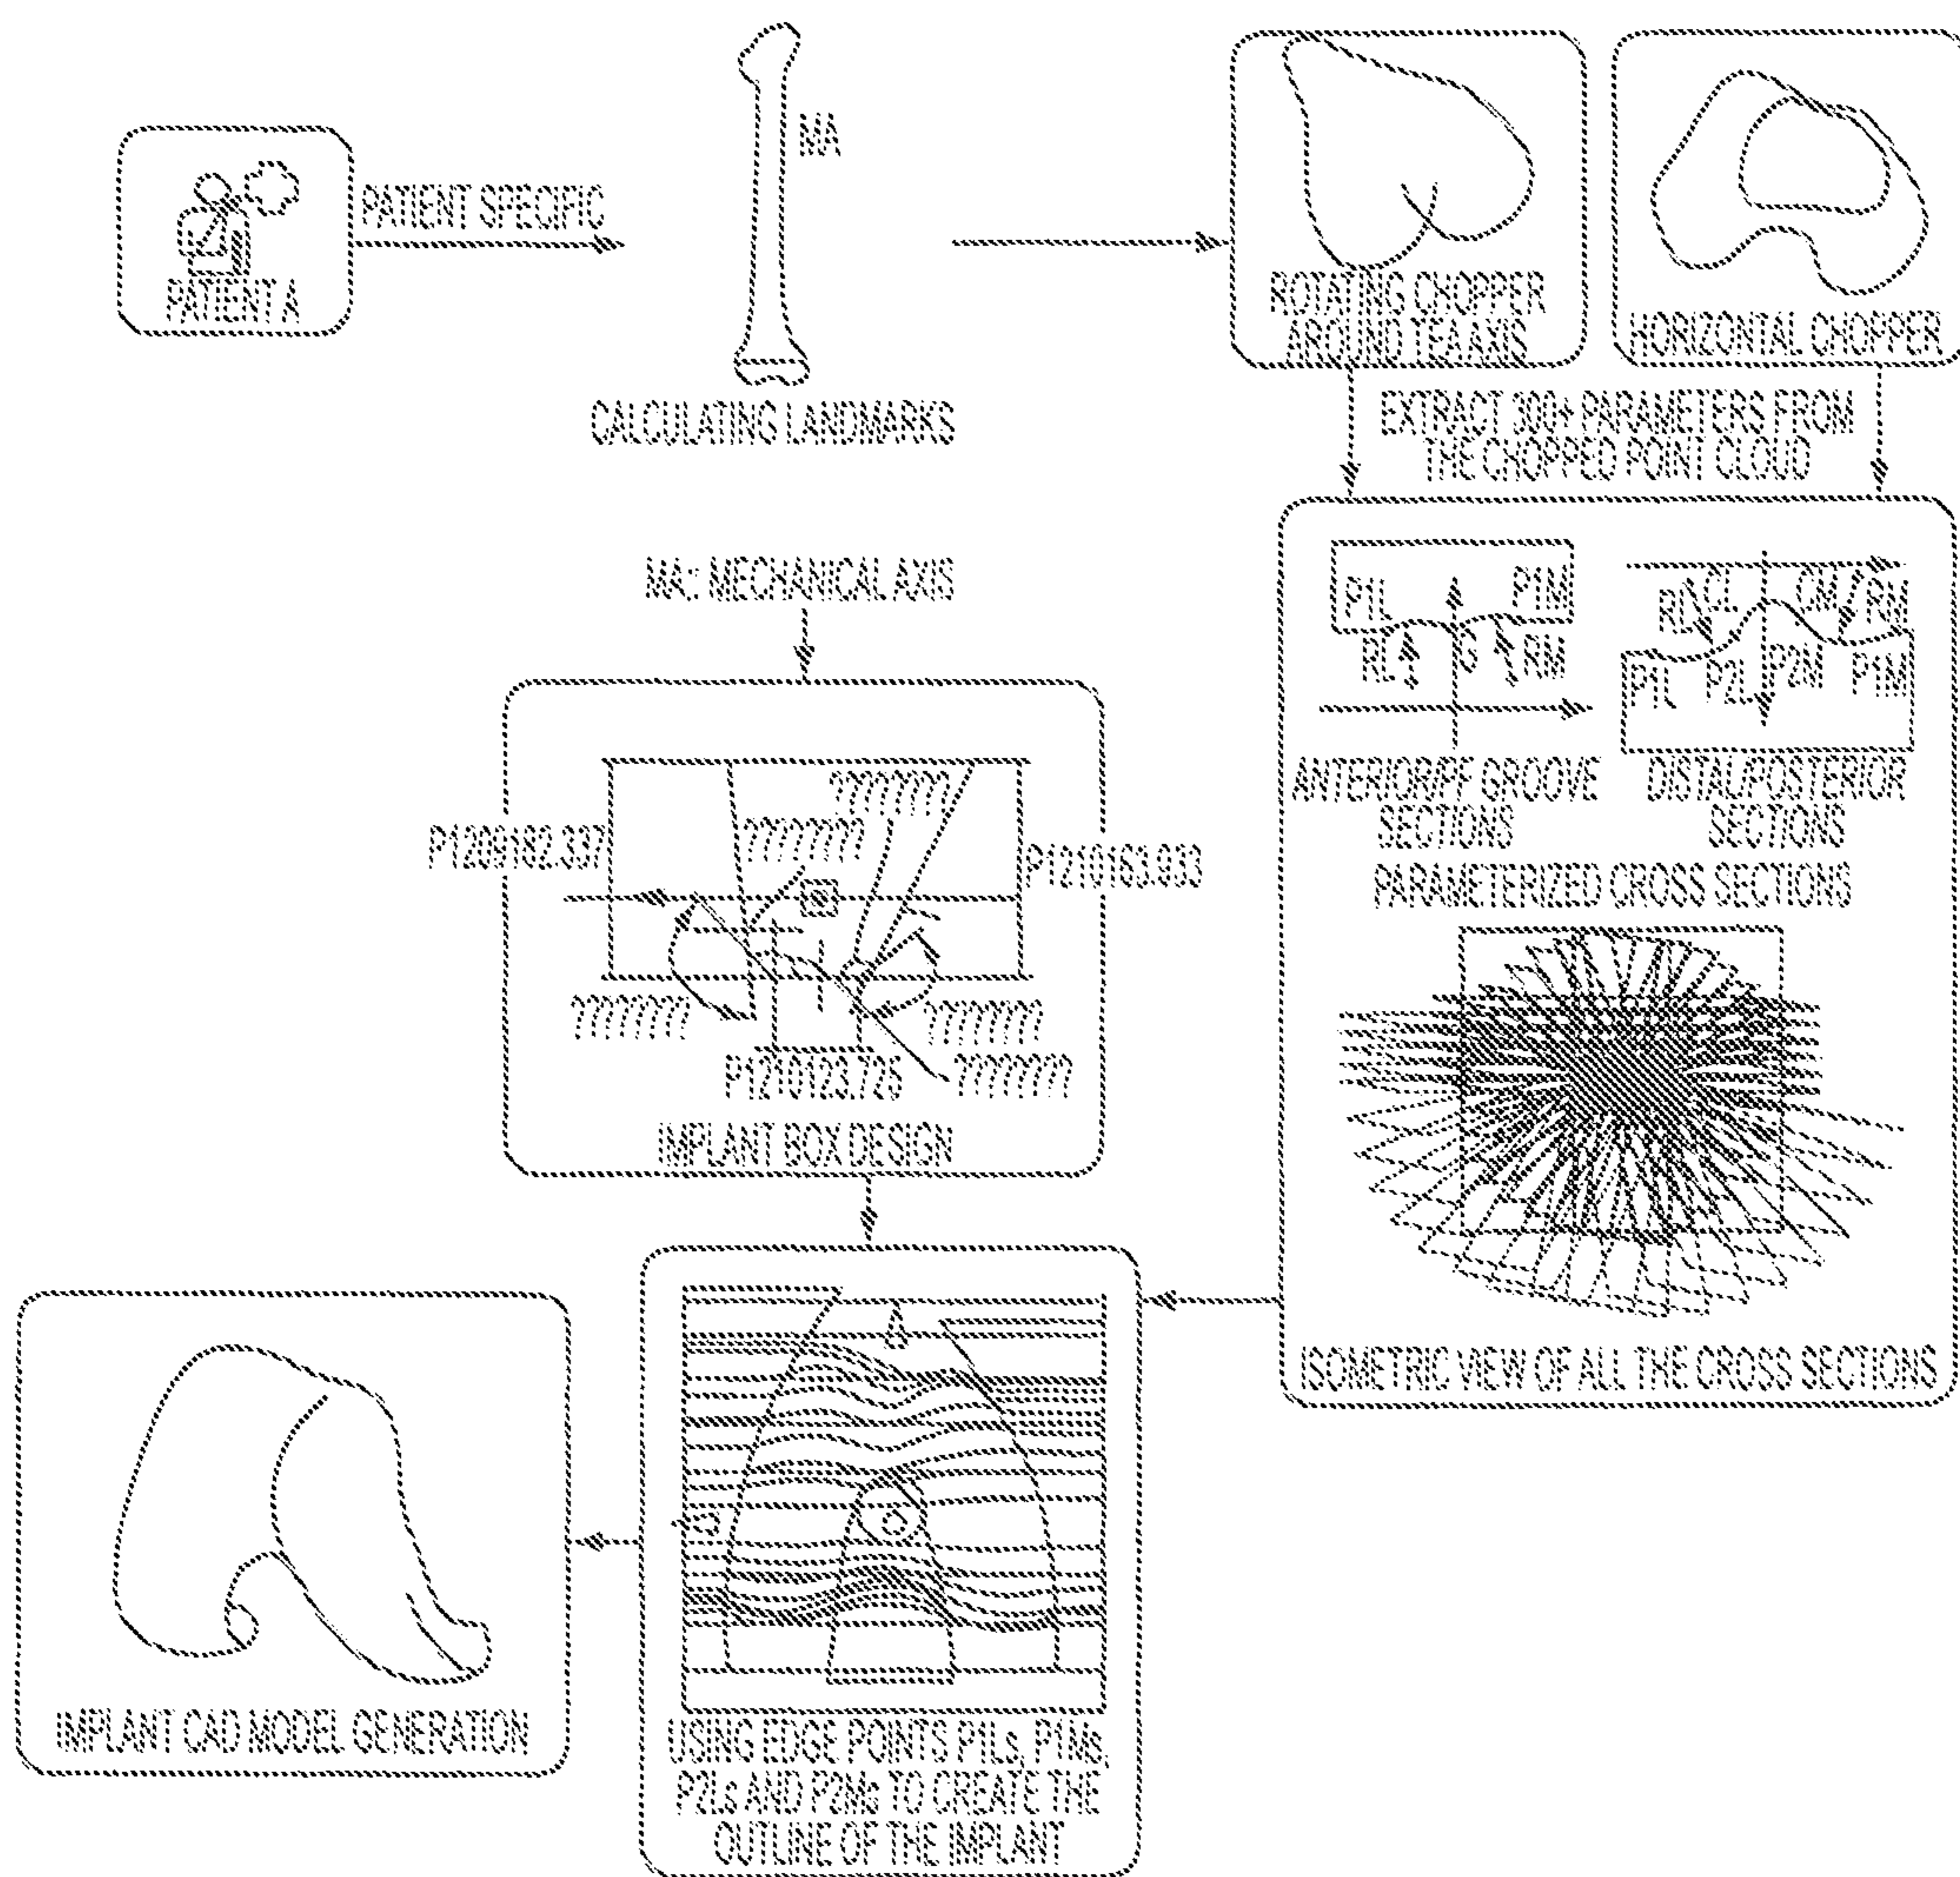 PATIENT A
PATIENT SPECIFIC
MA
CALCULATING LANDMARKS
ROTATING CHOPPER
AROUND TEA AXIS
HORIZONTAL CHOPPER
EXTRACT 300+ PARAMETERS FROM
THE CHOPPED POINT CLOUD
MA: MECHANICAL AXIS
P1L
P1M
RL
G
RM
ANTERIOR/PF GROOVE
SECTIONS
RL
CL
CM
RM
P1L
P2L
P2M
P1M
DISTAL/POSTERIOR
SECTIONS
PARAMETERIZED CROSS SECTIONS
ISOMETRIC VIEW OF ALL THE CROSS SECTIONS
???????
???????
P1209182.337
P1210163.933
???????
???????
P1210123.725
???????
IMPLANT BOX DESIGN
USING EDGE POINTS P1Ls, P1Ms,
P2Ls AND P2Ms TO CREATE THE
OUTLINE OF THE IMPLANT
IMPLANT CAD MODEL GENERATION